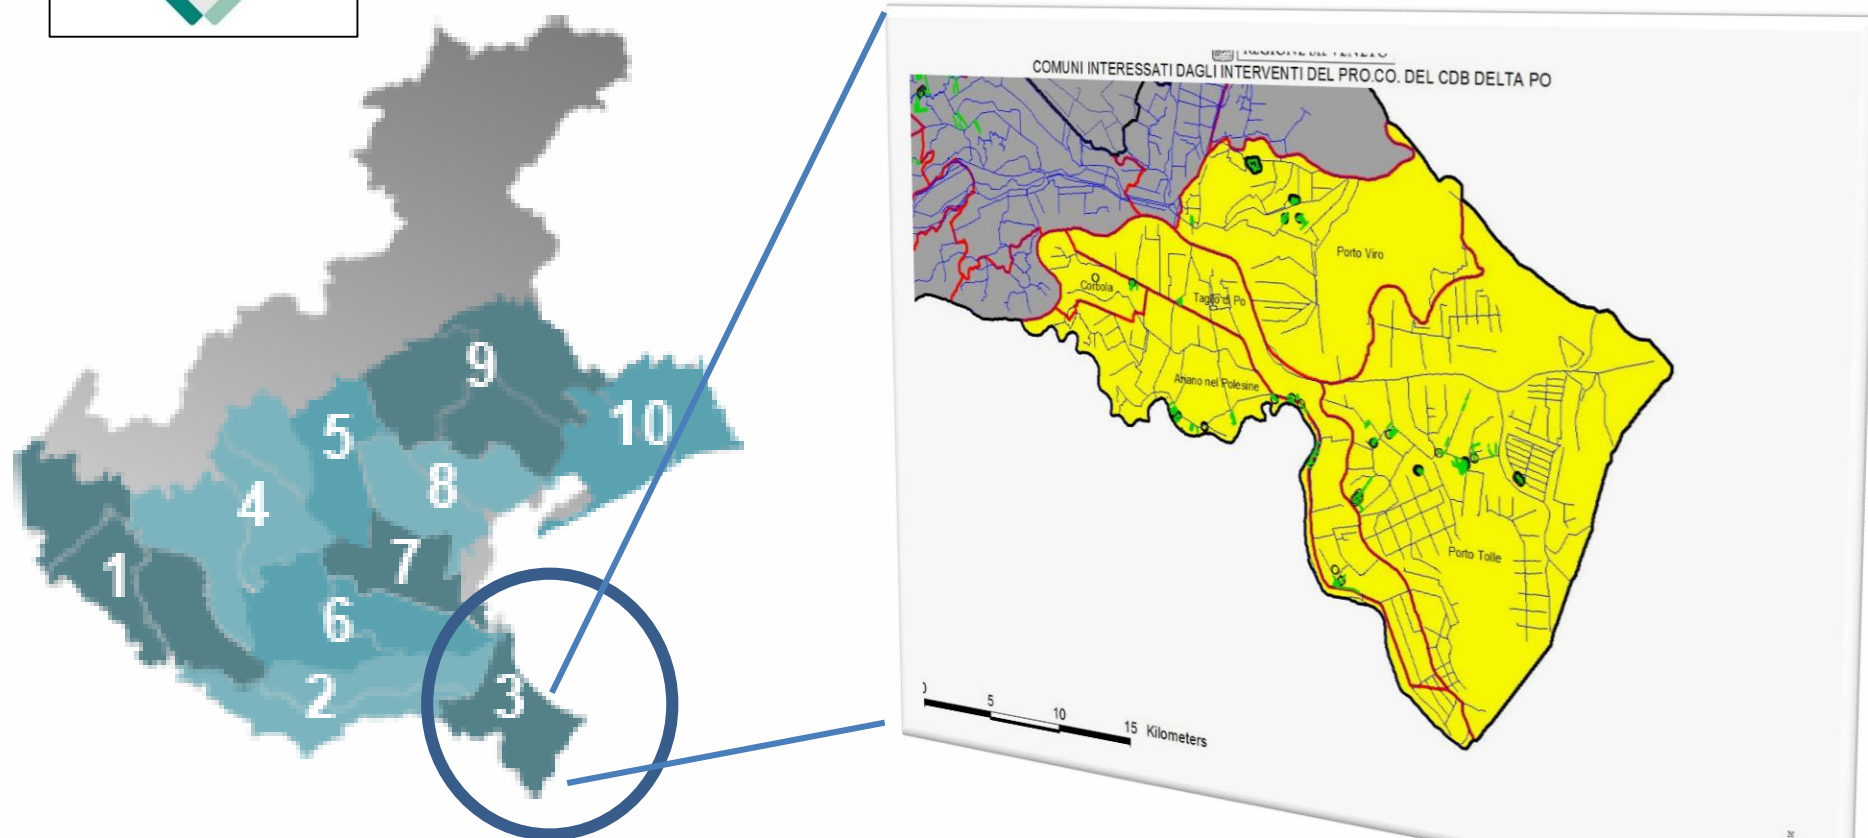 9
10
5
8
4
7
1
6
2
3
COMUNI INTERESSATI DAGLI INTERVENTI DEL PRO.CO. DEL CDB DELTA PO
Porto Viro
Corbola
Taglio di Po
Ariano nel Polesine
Porto Tolle
5 10 15 Kilometers